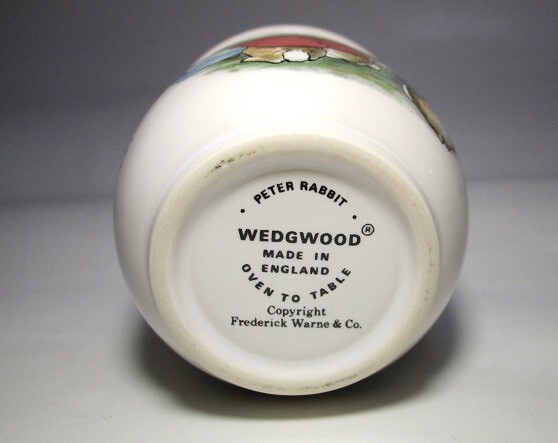 • PETER RABBIT •
WEDGWOOD®
MADE IN
ENGLAND
OVEN TO TABLE
Copyright
Frederick Warne & Co.